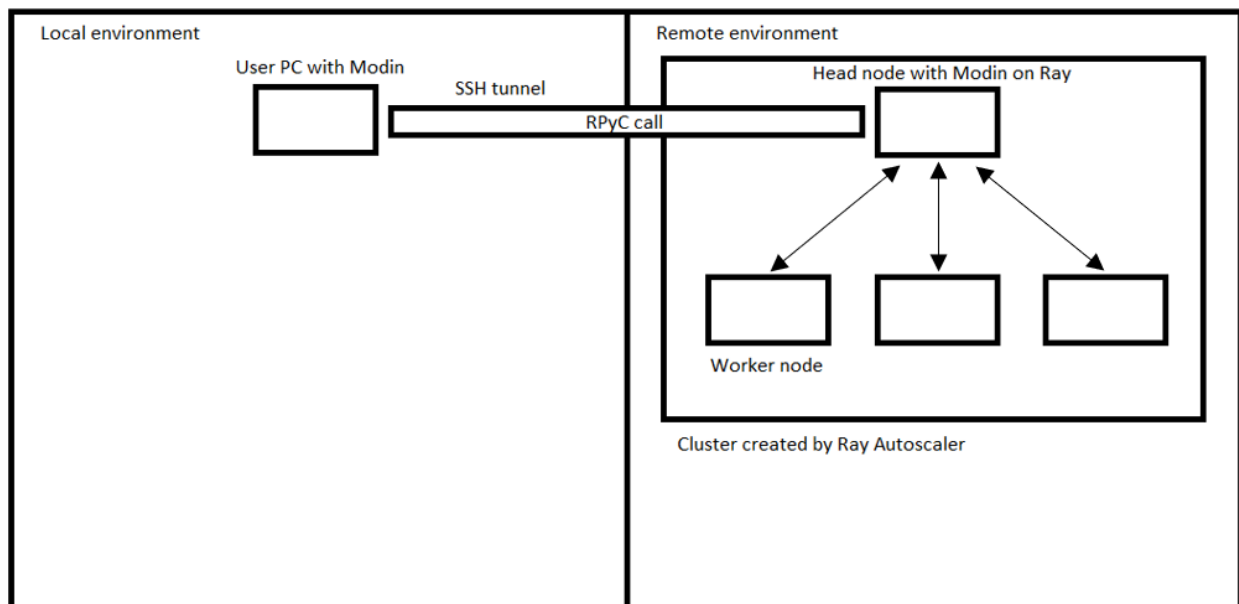 Local environment
Remote environment
User PC with Modin
Head node with Modin on Ray
SSH tunnel
RPyC call
Worker node
Cluster created by Ray Autoscaler